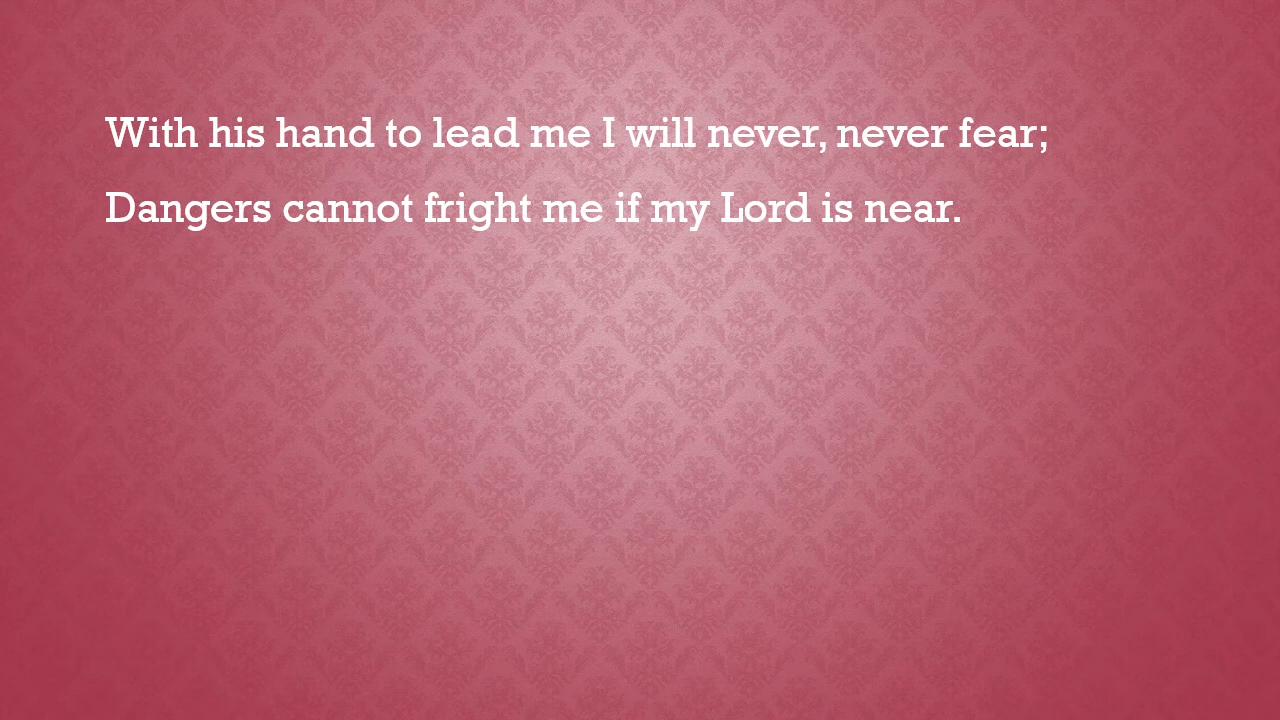 With his hand to lead me I will never, never fear;
Dangers cannot fright me if my Lord is near.